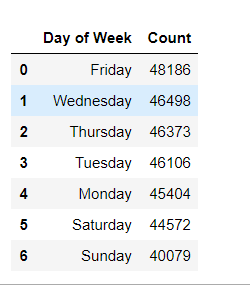 Day of Week Count
0 Friday 48186
1 Wednesday 46498
2 Thursday 46373
3 Tuesday 46106
4 Monday 45404
5 Saturday 44572
6 Sunday 40079